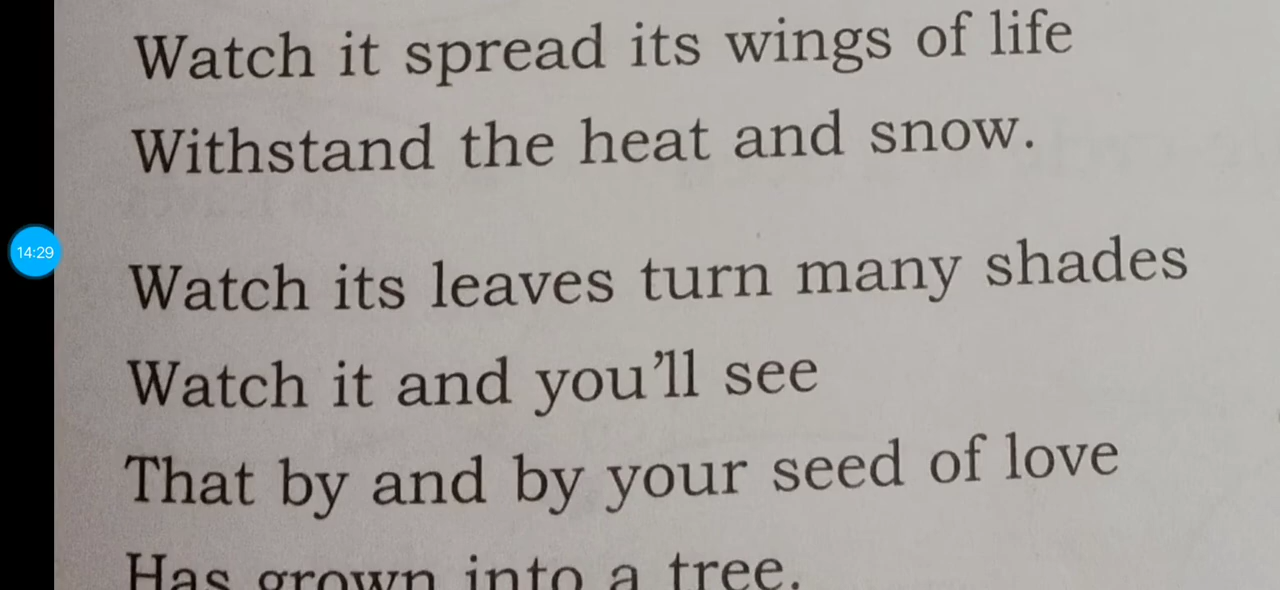 Watch it spread its wings of life
Withstand the heat and snow.
14:29
Watch its leaves turn many shades
Watch it and you'll see
That by and by your seed of love
Has grown into a tree.